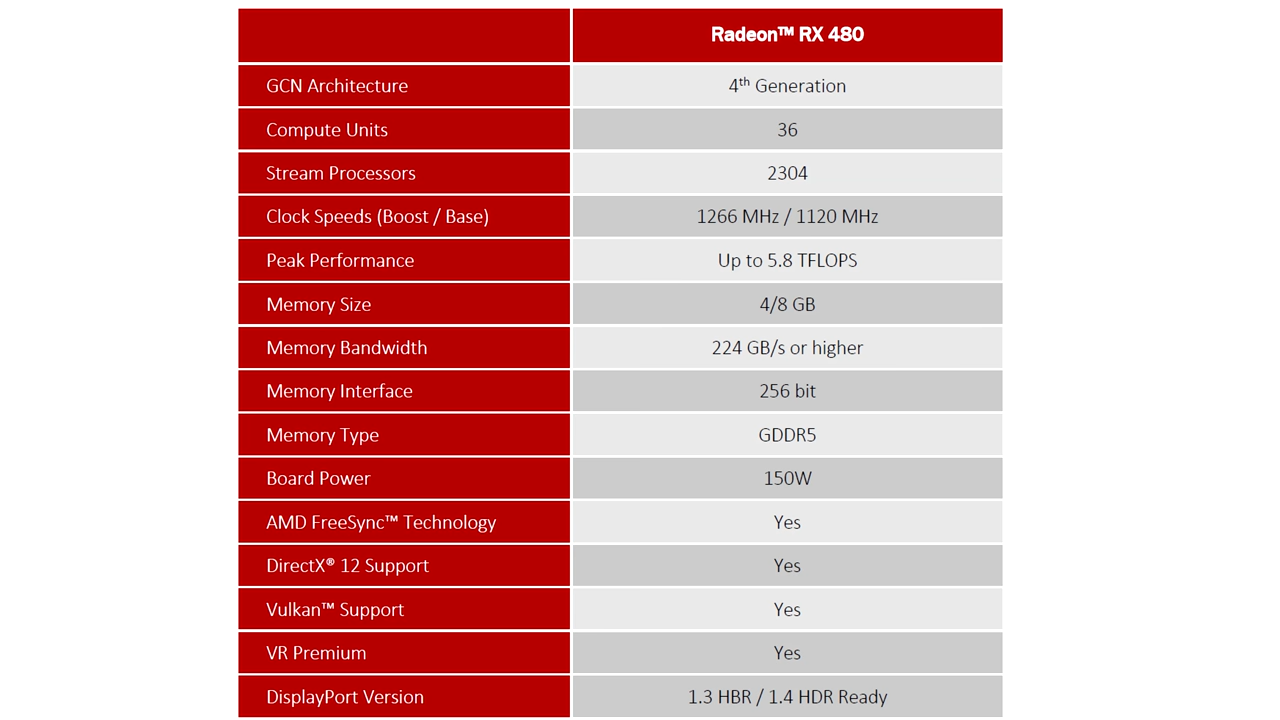 Radeon™ RX 480
GCN Architecture 4th Generation
Compute Units 36
Stream Processors 2304
Clock Speeds (Boost / Base) 1266 MHz / 1120 MHz
Peak Performance Up to 5.8 TFLOPS
Memory Size 4/8 GB
Memory Bandwidth 224 GB/s or higher
Memory Interface 256 bit
Memory Type GDDR5
Board Power 150W
AMD FreeSync™ Technology Yes
DirectX® 12 Support Yes
Vulkan™ Support Yes
VR Premium Yes
DisplayPort Version 1.3 HBR / 1.4 HDR Ready